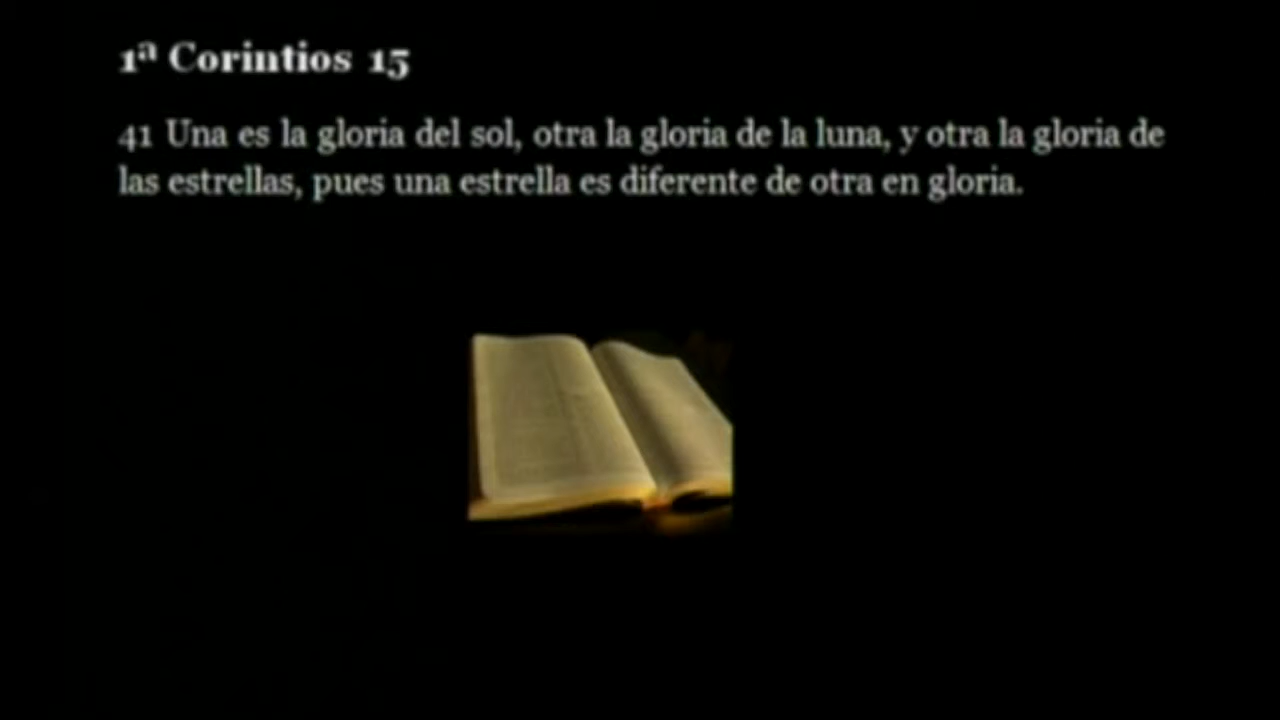 1ª Corintios 15
41 Una es la gloria del sol, otra la gloria de la luna, y otra la gloria de
las estrellas, pues una estrella es diferente de otra en gloria.